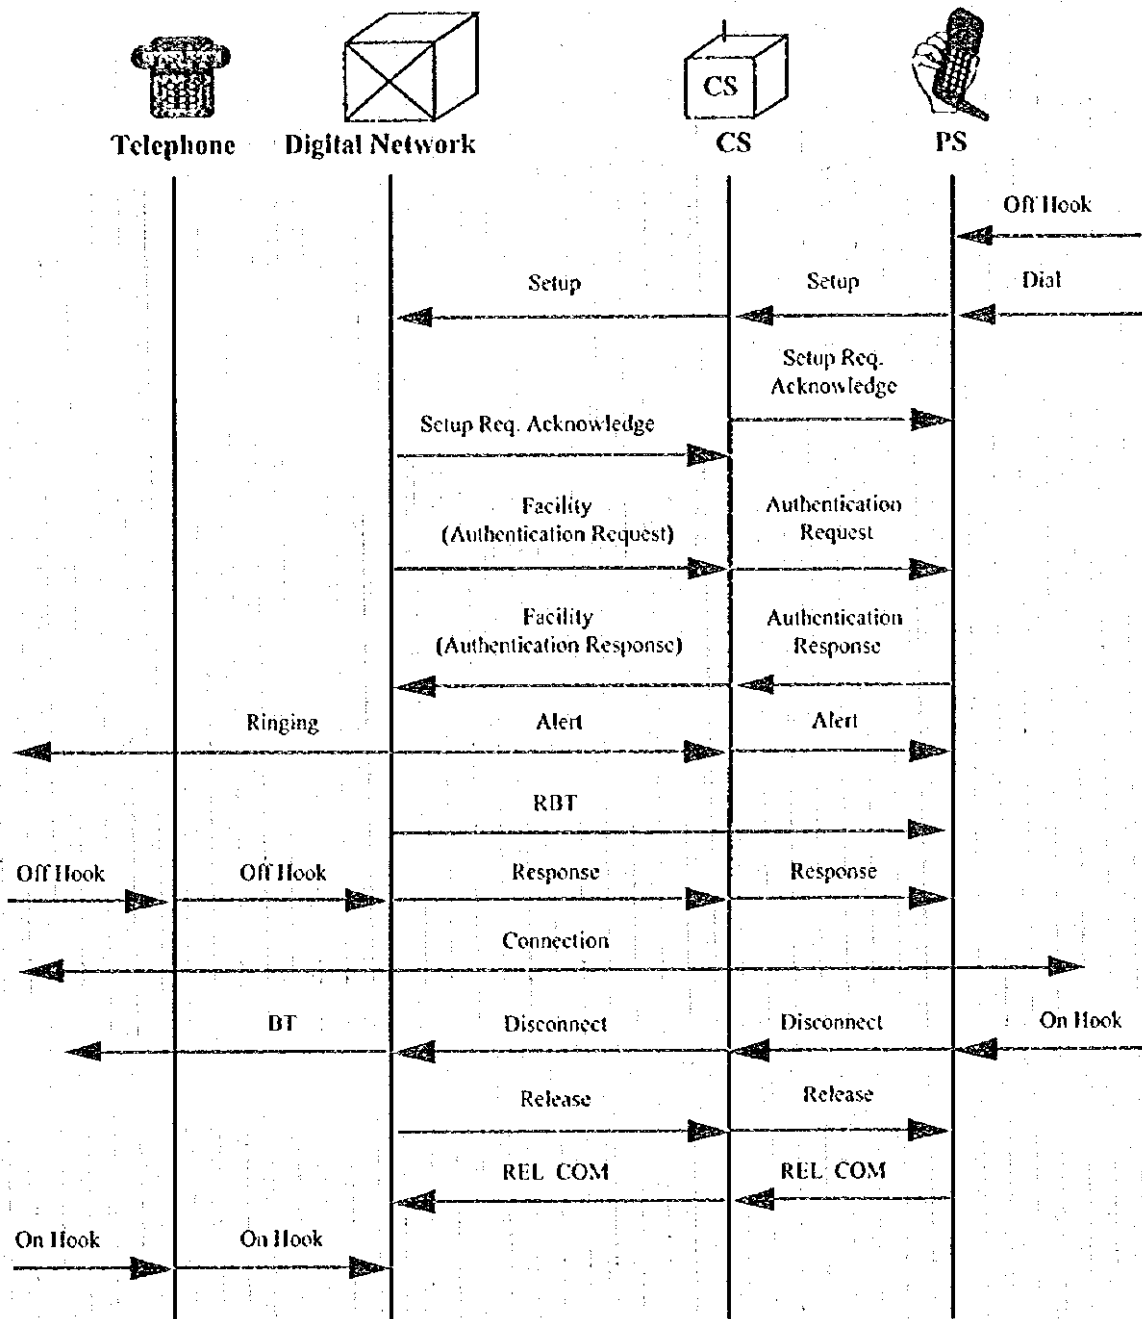 CS
Telephone
Digital Network
CS
PS
Off Hook
Setup
Setup
Dial
Setup Req.
Acknowledge
Setup Req. Acknowledge
Facility
(Authentication Request)
Authentication
Request
Facility
(Authentication Response)
Authentication
Response
Ringing
Alert
Alert
RBT
Off Hook
Off Hook
Response
Response
Connection
BT
Disconnect
Disconnect
On Hook
Release
Release
REL COM
REL COM
On Hook
On Hook